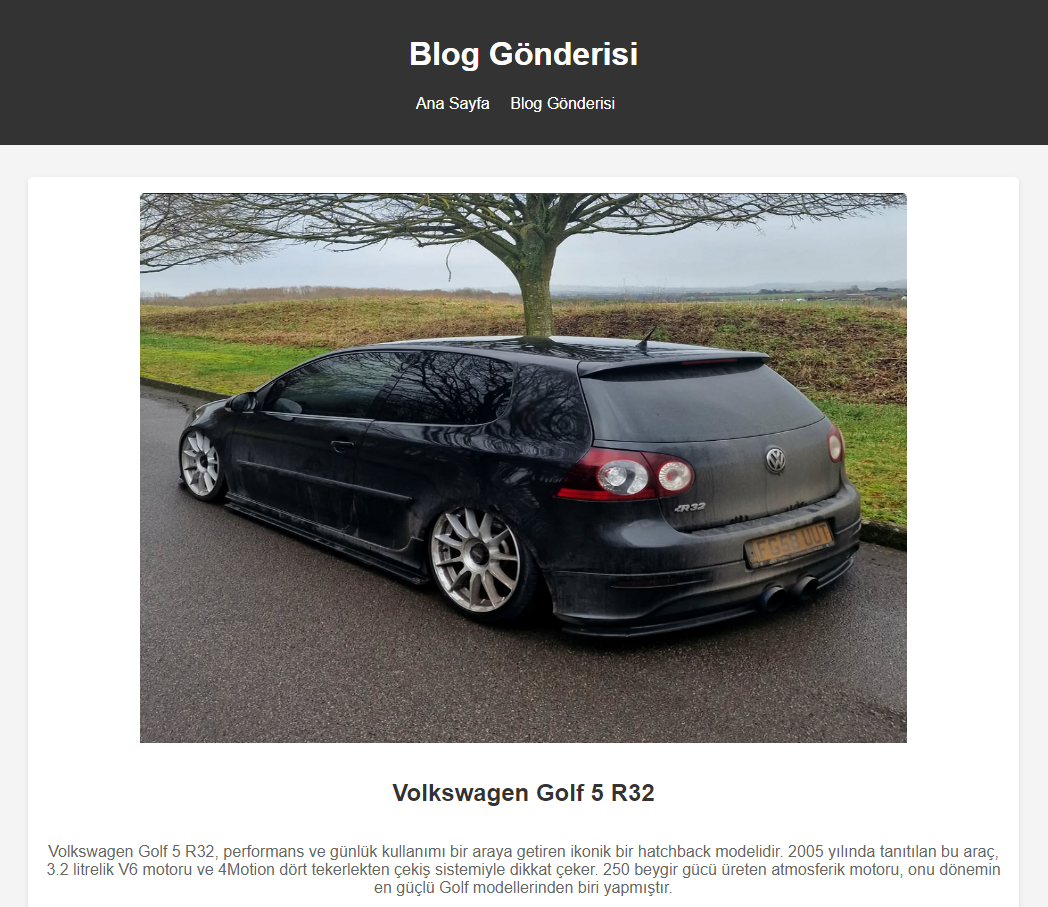 Blog Gönderisi
Ana Sayfa Blog Gönderisi
R32
Volkswagen Golf 5 R32
Volkswagen Golf 5 R32, performans ve günlük kullanımı bir araya getiren ikonik bir hatchback modelidir. 2005 yılında tanıtılan bu araç,
3.2 litrelik V6 motoru ve 4Motion dört tekerlekten çekiş sistemiyle dikkat çeker. 250 beygir gücü üreten atmosferik motoru, onu dönemin
en güçlü Golf modellerinden biri yapmıştır.